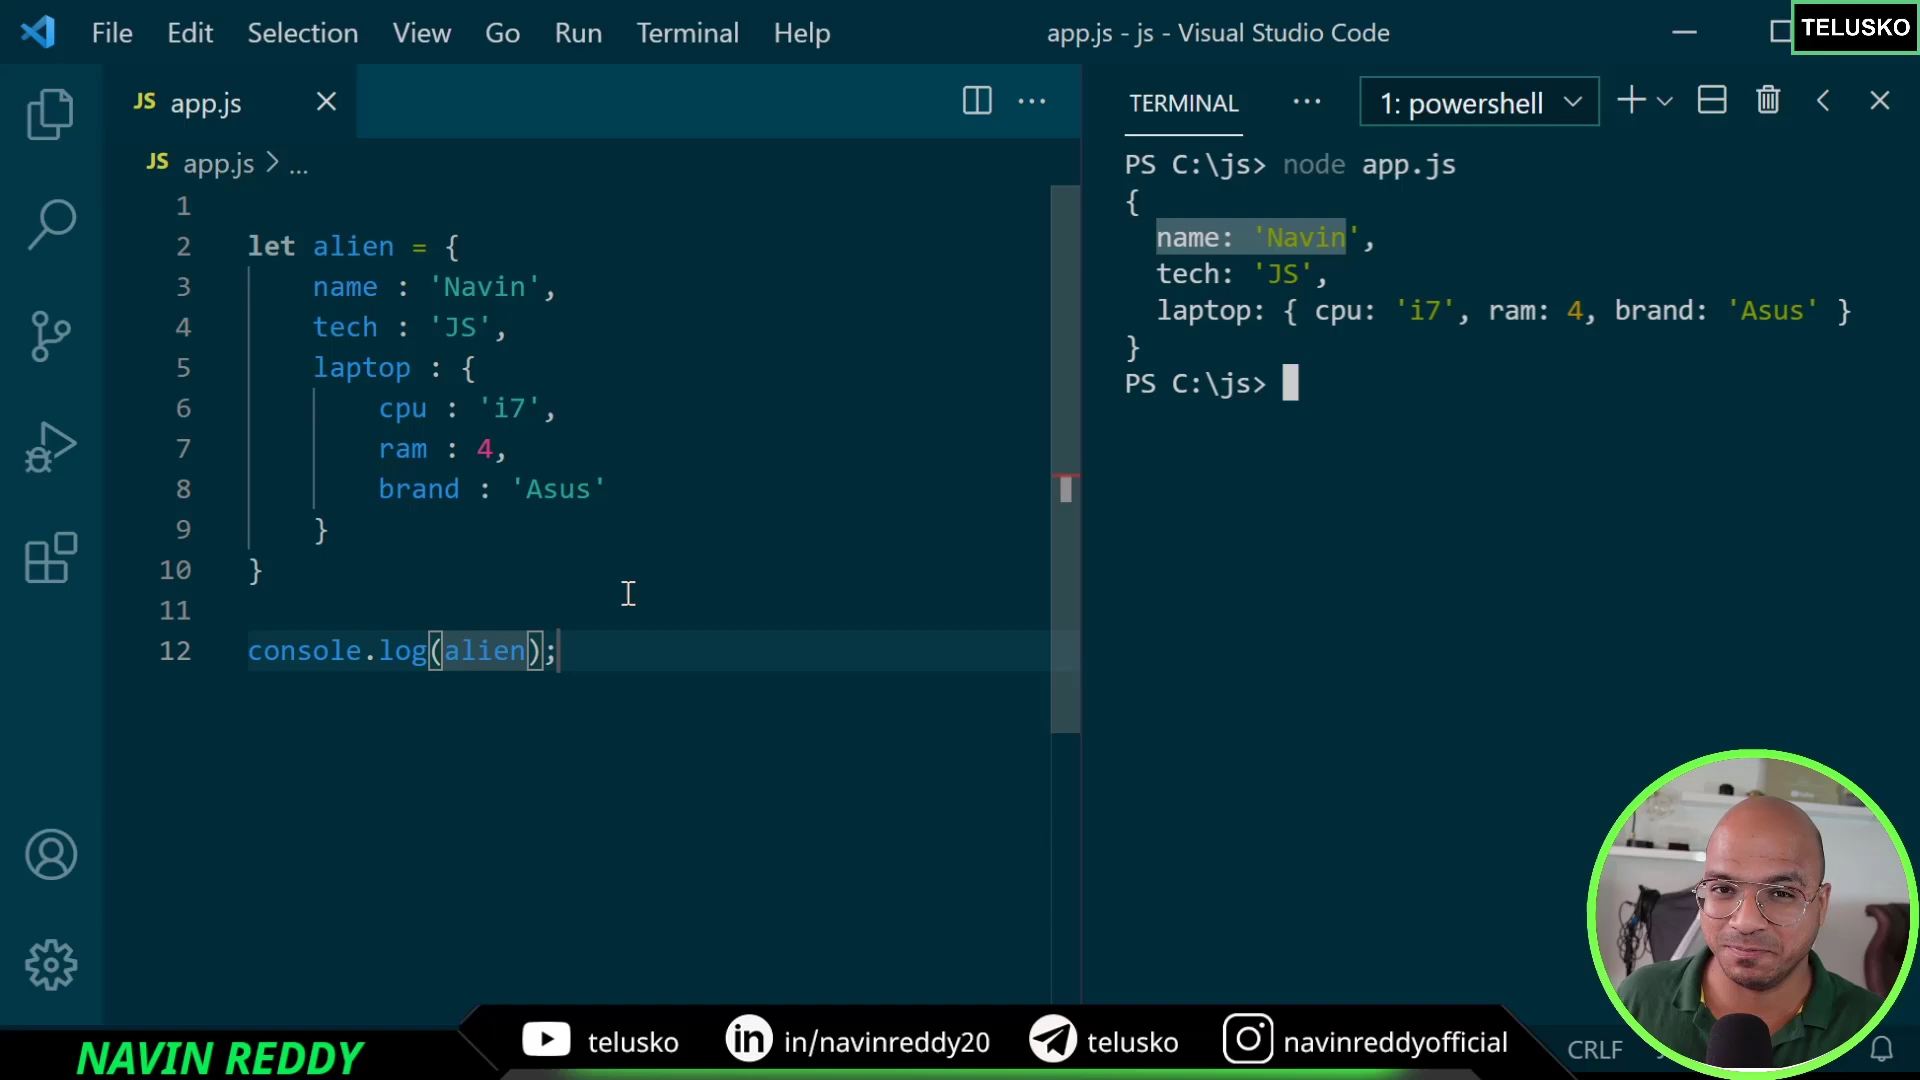 File Edit Selection View Go Run Terminal Help
app.js - js - Visual Studio Code
TELUSKO
JS app.js
JS app.js > ...
1
2 let alien = {
3 name : 'Navin',
4 tech : 'JS',
5 laptop : {
6 cpu : 'i7',
7 ram : 4,
8 brand : 'Asus'
9 }
10 }
11
12 console.log(alien);
TERMINAL ... 1: powershell
PS C:\js> node app.js
{
name: 'Navin',
tech: 'JS',
laptop: { cpu: 'i7', ram: 4, brand: 'Asus' }
}
PS C:\js>
NAVIN REDDY
telusko
in in/navinreddy20
telusko
navinreddyofficial
CRLF